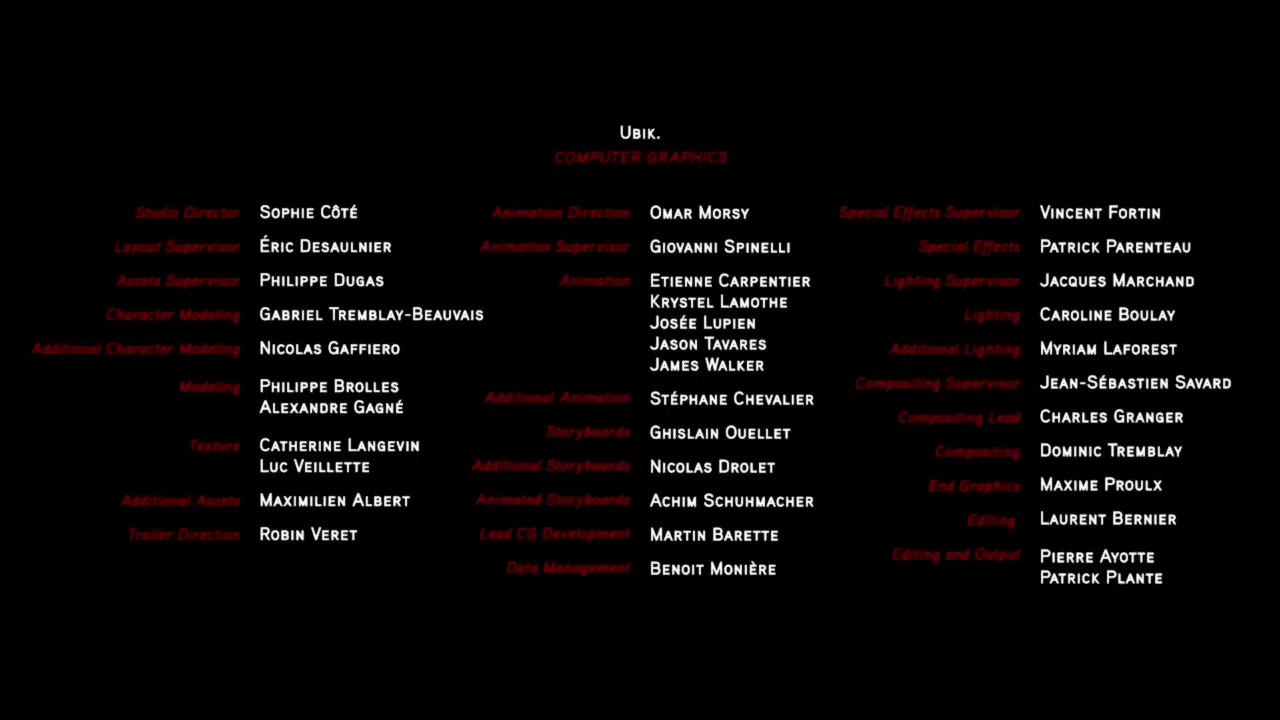 Ubik.
COMPUTER GRAPHICS
Studio Director Sophie Côté
Layout Supervisor Éric Desaulnier
Assets Supervisor Philippe Dugas
Character Modeling Gabriel Tremblay-Beauvais
Additional Character Modeling Nicolas Gaffiero
Modeling Philippe Brolles
Alexandre Gagné
Texture Catherine Langevin
Luc Veillette
Additional Assets Maximilien Albert
Trailer Direction Robin Veret
Animation Direction Omar Morsy
Animation Supervisor Giovanni Spinelli
Animation Etienne Carpentier
Krystel Lamothe
Josée Lupien
Jason Tavares
James Walker
Additional Animation Stéphane Chevalier
Storyboards Ghislain Ouellet
Additional Storyboards Nicolas Drolet
Animated Storyboards Achim Schuhmacher
Lead CG Development Martin Barette
Data Management Benoit Monière
Special Effects Supervisor Vincent Fortin
Special Effects Patrick Parenteau
Lighting Supervisor Jacques Marchand
Lighting Caroline Boulay
Additional Lighting Myriam Laforest
Compositing Supervisor Jean-Sébastien Savard
Compositing Lead Charles Granger
Compositing Dominic Tremblay
End Graphics Maxime Proulx
Editing Laurent Bernier
Editing and Output Pierre Ayotte
Patrick Plante